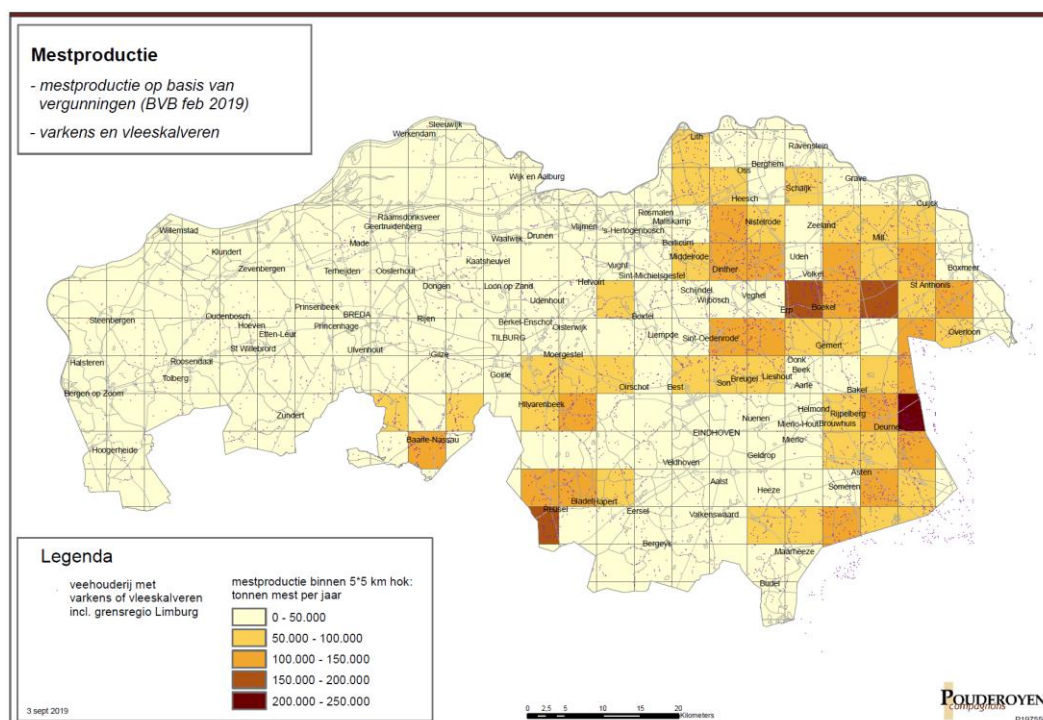 Mestproductie
- mestproductie op basis van
vergunningen (BVB feb 2019)
- varkens en vleeskalveren
Sleeuwijk
Werkendam
Wijk en Aalburg
Lith
Ravenstein
Berghem
Oss
Schaijk
Grave
Heesch
Cuijk
Willemstad
Klundert
Zevenbergen
Raamsdonksveer
Geertruidenberg
Made
Terheijden
Oosterhout
Waalwijk
Drunen
Kaatsheuvel
Vlijmen
Rosmalen
Maliskamp
's-Hertogenbosch
Berlicum
Middelrode
Nistelrode
Zeeland
Mill
Vught
Sint-Michielsgestel
Dinther
Uden
Volkel
Boxmeer
St Anthonis
Helvoirt
Dongen
Loon op Zand
Udenhout
Schijndel
Wijbosch
Veghel
Erp
Boekel
Steenbergen
Oudenbosch
Hoeven
Etten-Leur
Prinsenbeek
Princenhage
BREDA
Rijen
Berkel-Enschot
Oisterwijk
TILBURG
Boxtel
Liempde
Sint-Oedenrode
Gemert
Overloon
Halsteren
Roosendaal
St Willebrord
Tolberg
Ulvenhout
Gilze
Goirle
Moergestel
Oirschot
Best
Son
Breugel
Lieshout
Donk
Beek
Aarle
Bakel
Bergen op Zoom
Zundert
Hilvarenbeek
Nuenen
Helmond
Rijpelberg
Mierlo-Hout
Brouwhuis
Deurne
Mierlo
EINDHOVEN
Baarle-Nassau
Hoogerheide
Veldhoven
Geldrop
Asten
Aalst
Heeze
Someren
Bladel
Hapert
Reusel
Eersel
Valkenswaard
Bergeyk
Maarheeze
Budel
Legenda
veehouderij met
varkens of vleeskalveren
incl. grensregio Limburg
mestproductie binnen 5*5 km hok:
tonnen mest per jaar
0 - 50.000
50.000 - 100.000
100.000 - 150.000
150.000 - 200.000
200.000 - 250.000
3 sept 2019
0 2,5 5 10 15 20
Kilometers
POUDEROYEN
compagnons